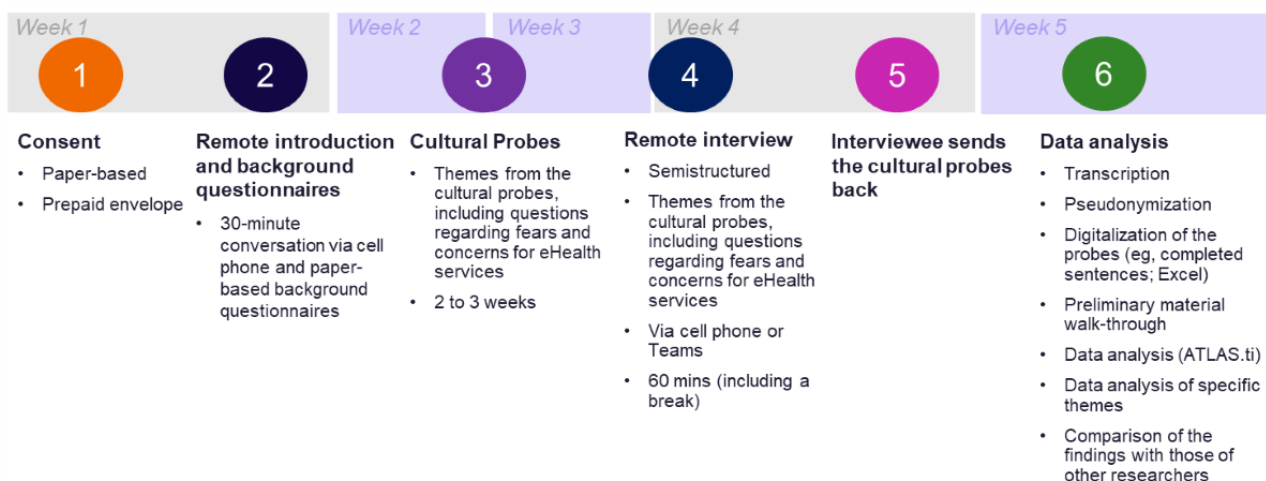 Week 1
Week 2
Week 3
Week 4
Week 5
1
2
3
4
5
6
Consent
• Paper-based
• Prepaid envelope
Remote introduction
and background
questionnaires
• 30-minute
conversation via cell
phone and paper-
based background
questionnaires
Cultural Probes
• Themes from the
cultural probes,
including questions
regarding fears and
concerns for eHealth
services
• 2 to 3 weeks
Remote interview
• Semistructured
• Themes from the
cultural probes,
including questions
regarding fears and
concerns for eHealth
services
• Via cell phone or
Teams
• 60 mins (including a
break)
Interviewee sends
the cultural probes
back
Data analysis
• Transcription
• Pseudonymization
• Digitalization of the
probes (eg, completed
sentences; Excel)
• Preliminary material
walk-through
• Data analysis (ATLAS.ti)
• Data analysis of specific
themes
• Comparison of the
findings with those of
other researchers